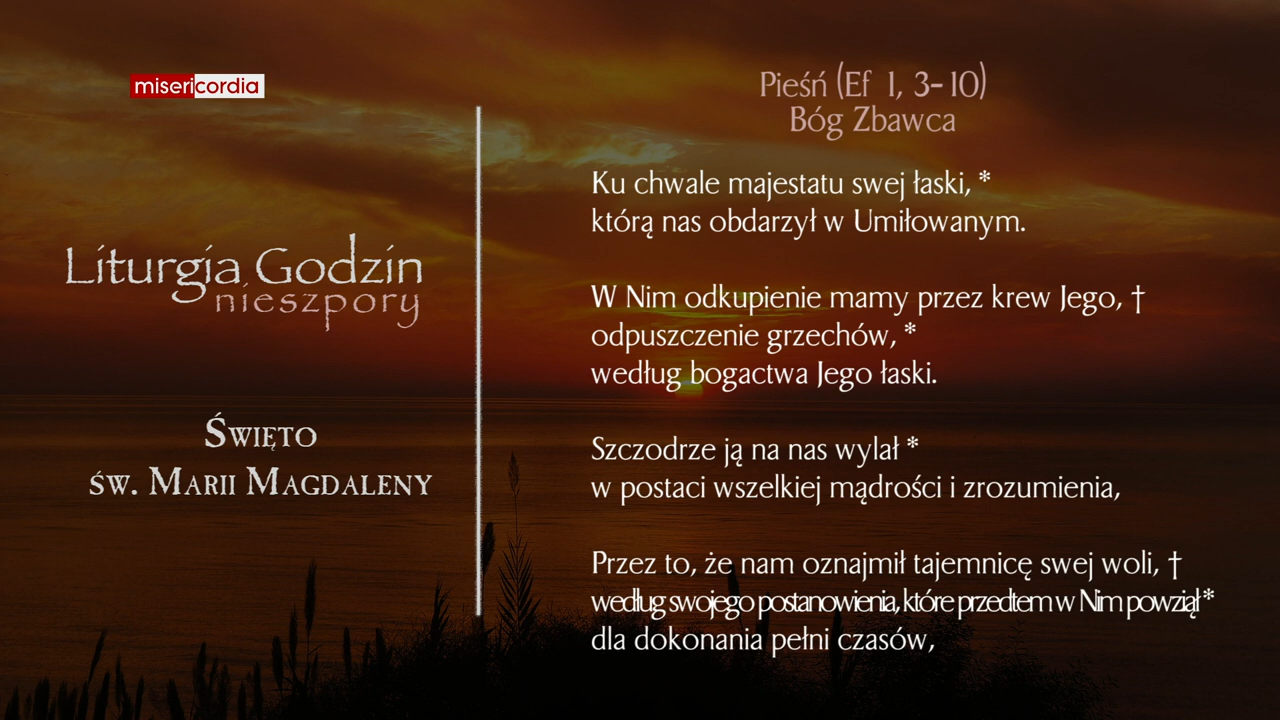 misericordia
Liturgia Godzin
nieszpory
Święto
św. Marii Magdaleny
Pieśń (Ef 1, 3-10)
Bóg Zbawca
Ku chwale majestatu swej łaski, *
którą nas obdarzył w Umiłowanym.
W Nim odkupienie mamy przez krew Jego, †
odpuszczenie grzechów, *
według bogactwa Jego łaski.
Szczodrze ją na nas wylał *
w postaci wszelkiej mądrości i zrozumienia,
Przez to, że nam oznajmił tajemnicę swej woli, †
według swojego postanowienia, które przedtem w Nim powziął *
dla dokonania pełni czasów,